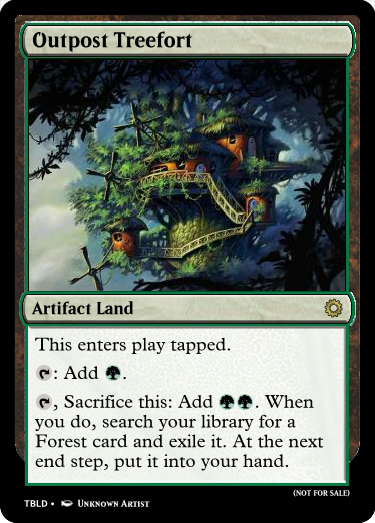 Outpost Treefort
Artifact Land
This enters play tapped.
: Add .
, Sacrifice this: Add . When
you do, search your library for a
Forest card and exile it. At the next
end step, put it into your hand.
(NOT FOR SALE)
TBLD • Unknown Artist